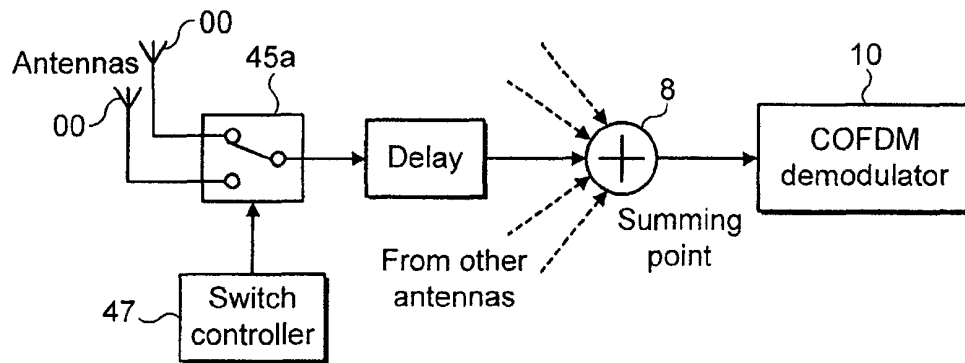 00
45a
Antennas
00
8
10
Delay
COFDM
demodulator
Summing
point
From other
antennas
47
Switch
controller